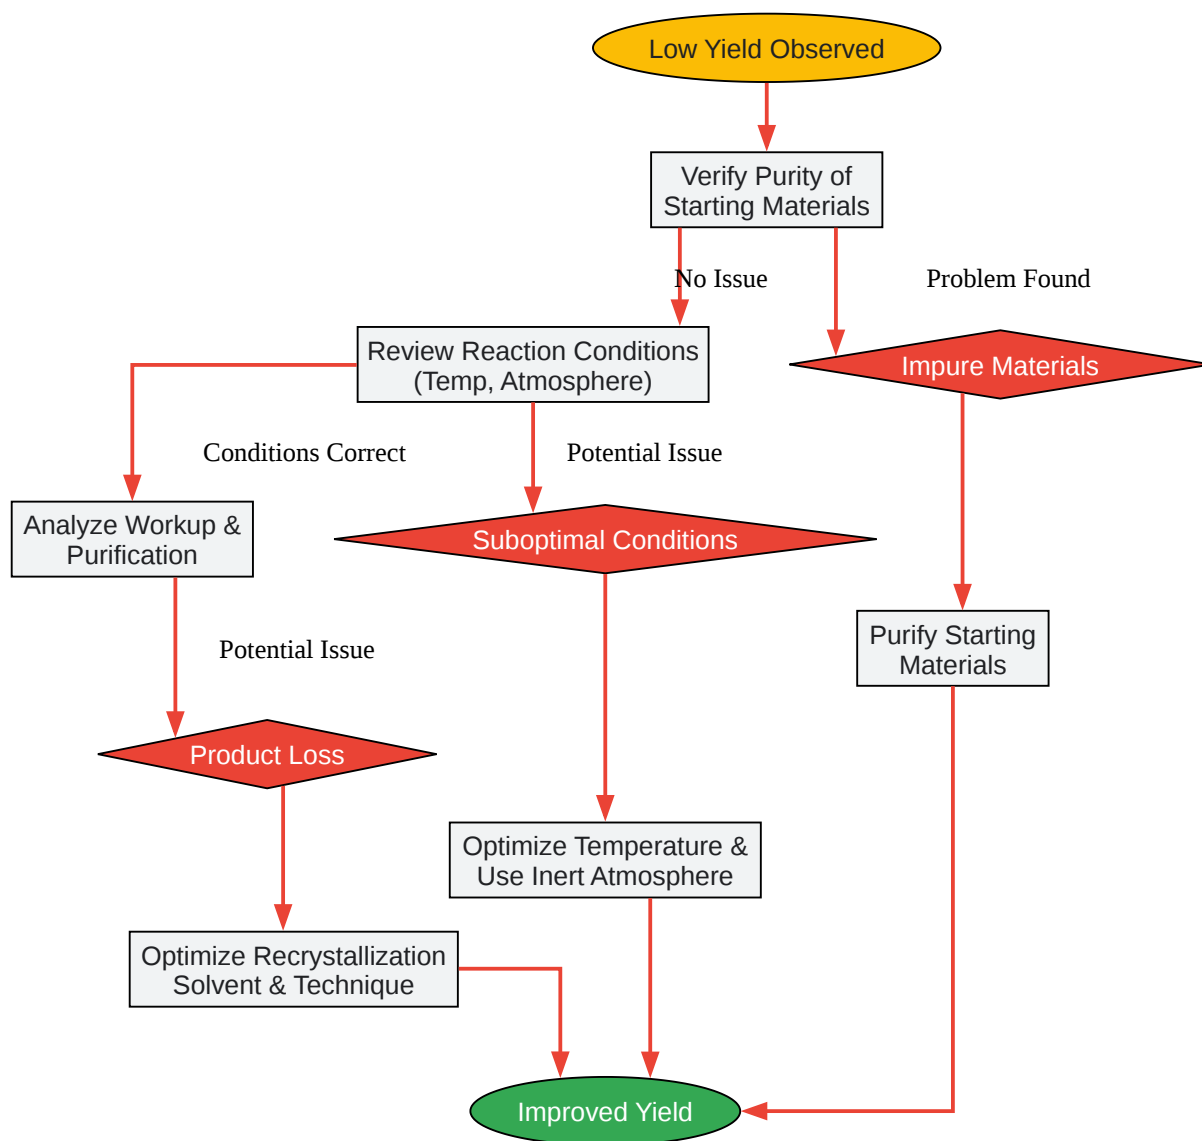 Low Yield Observed
Verify Purity of
Starting Materials
No Issue
Problem Found
Review Reaction Conditions
(Temp, Atmosphere)
Impure Materials
Conditions Correct
Potential Issue
Analyze Workup &
Purification
Suboptimal Conditions
Purify Starting
Materials
Potential Issue
Product Loss
Optimize Temperature &
Use Inert Atmosphere
Optimize Recrystallization
Solvent & Technique
Improved Yield